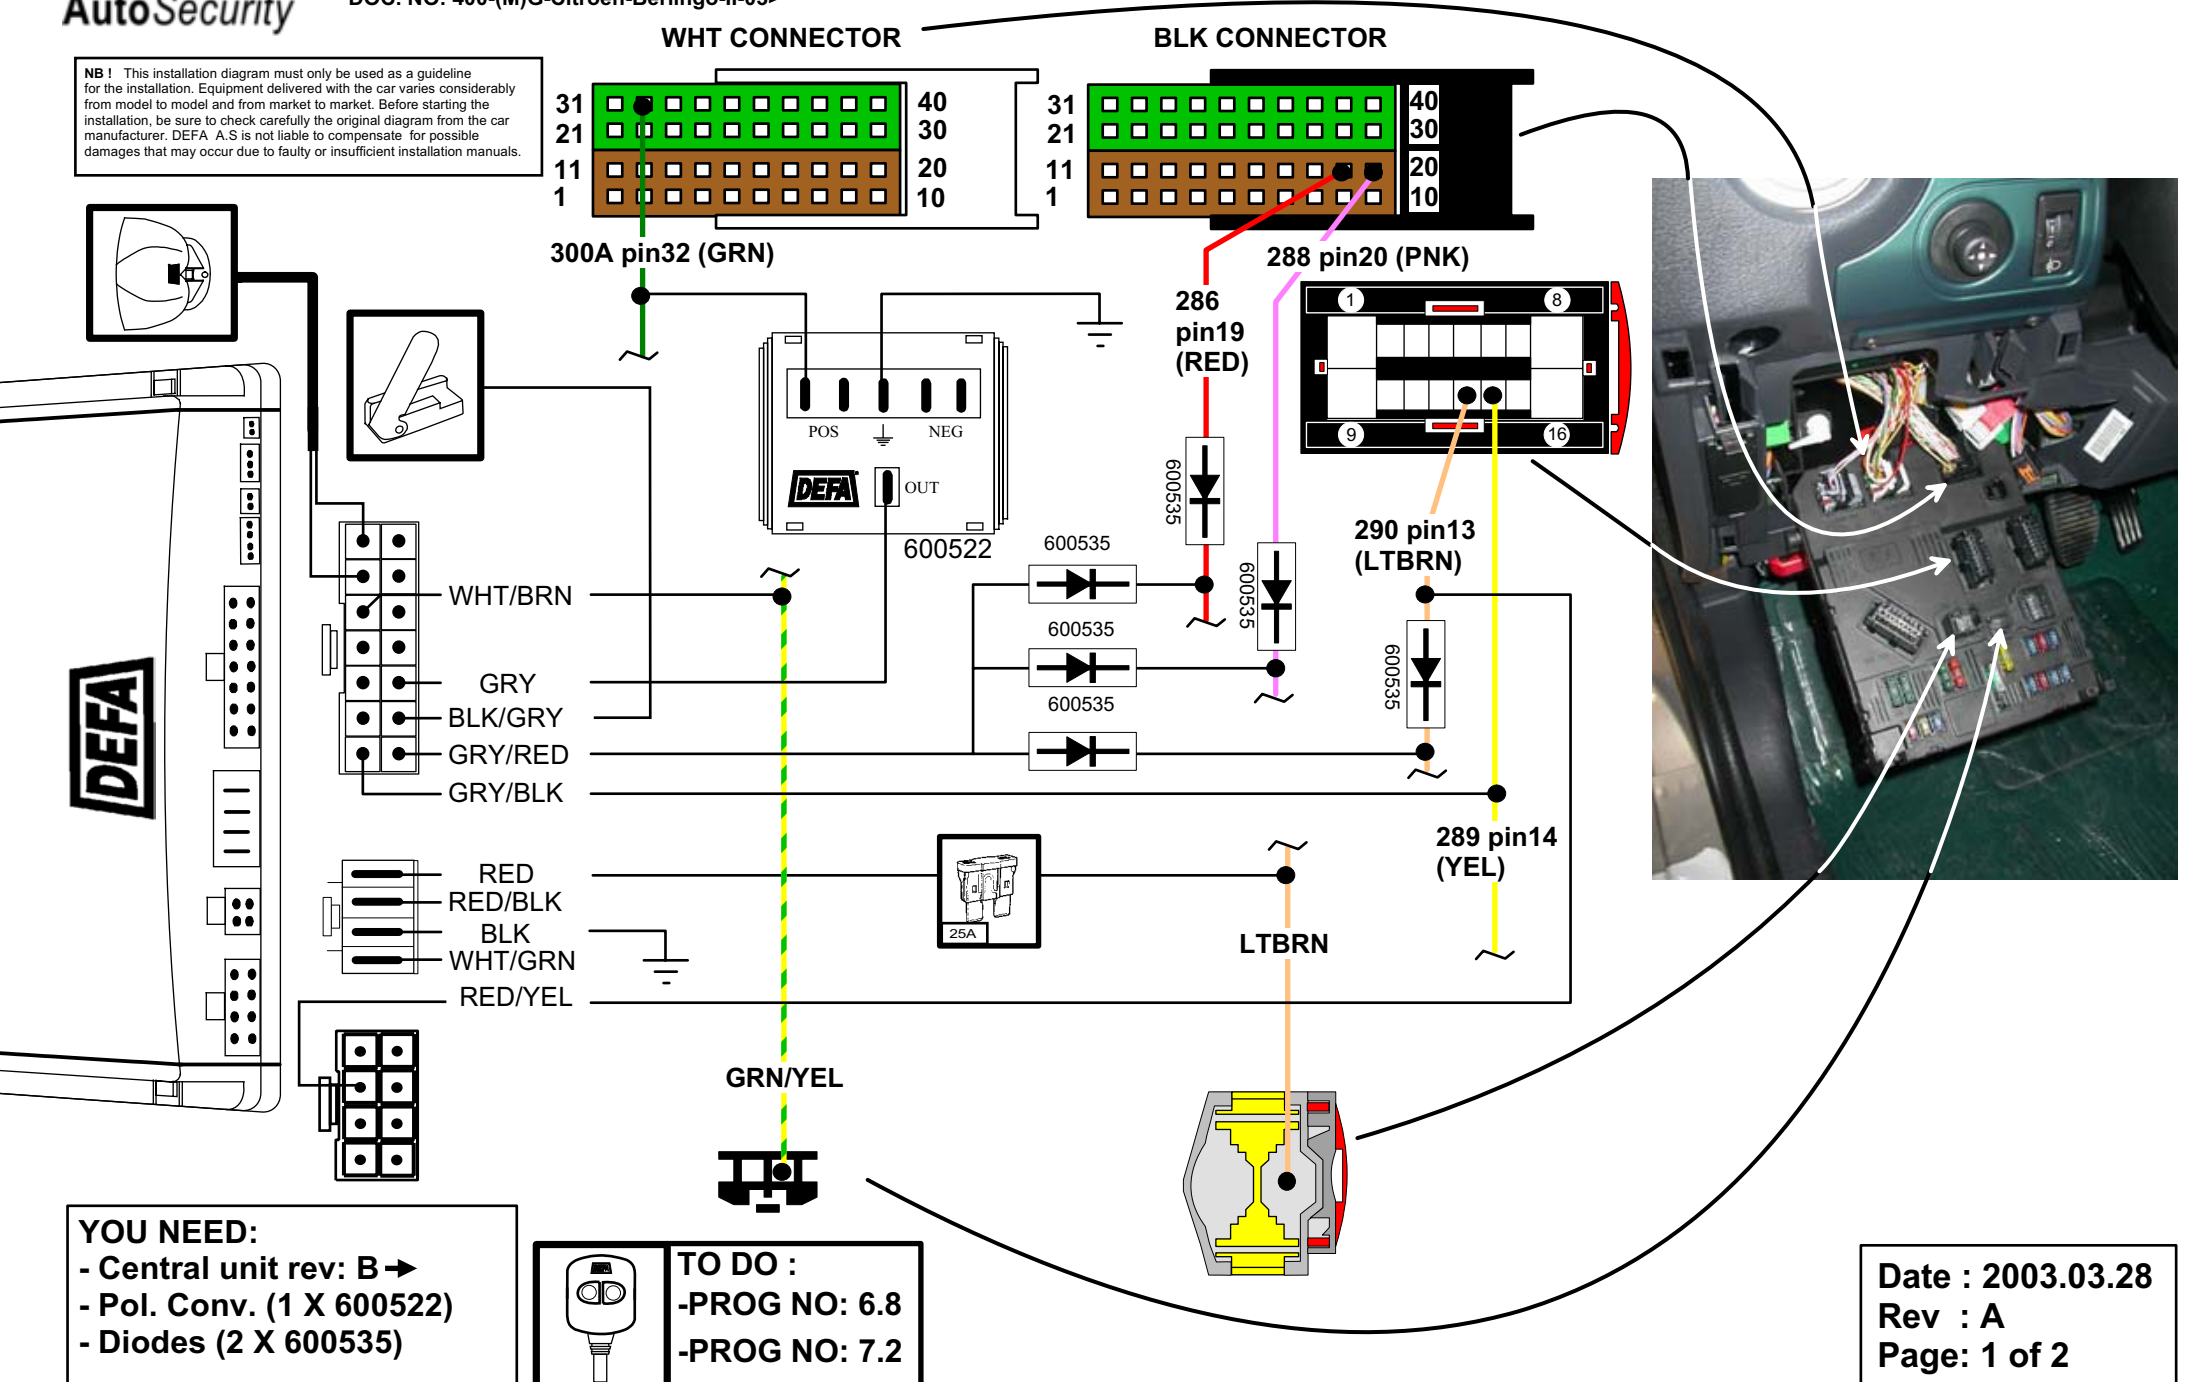 AutoSecurity
DOC. NO: 400-(M)G-Citroen-Berlingo-II-03>
NB ! This installation diagram must only be used as a guideline
for the installation. Equipment delivered with the car varies considerably
from model to model and from market to market. Before starting the
installation, be sure to check carefully the original diagram from the car
manufacturer. DEFA A.S is not liable to compensate for possible
damages that may occur due to faulty or insufficient installation manuals.
WHT CONNECTOR
BLK CONNECTOR
31 40
21 30
11 20
1 10
31 40
21 30
11 20
1 10
300A pin32 (GRN)
288 pin20 (PNK)
286
pin19
(RED)
1 8
9 16
POS NEG
DEFA OUT
600522
600535
600535
600535
600535
600535
600535
290 pin13
(LTBRN)
DEFA
WHT/BRN
GRY
BLK/GRY
GRY/RED
GRY/BLK
289 pin14
(YEL)
RED
RED/BLK
BLK
WHT/GRN
RED/YEL
25A
LTBRN
GRN/YEL
YOU NEED:
- Central unit rev: B
- Pol. Conv. (1 X 600522)
- Diodes (2 X 600535)
TO DO :
-PROG NO: 6.8
-PROG NO: 7.2
Date : 2003.03.28
Rev : A
Page: 1 of 2